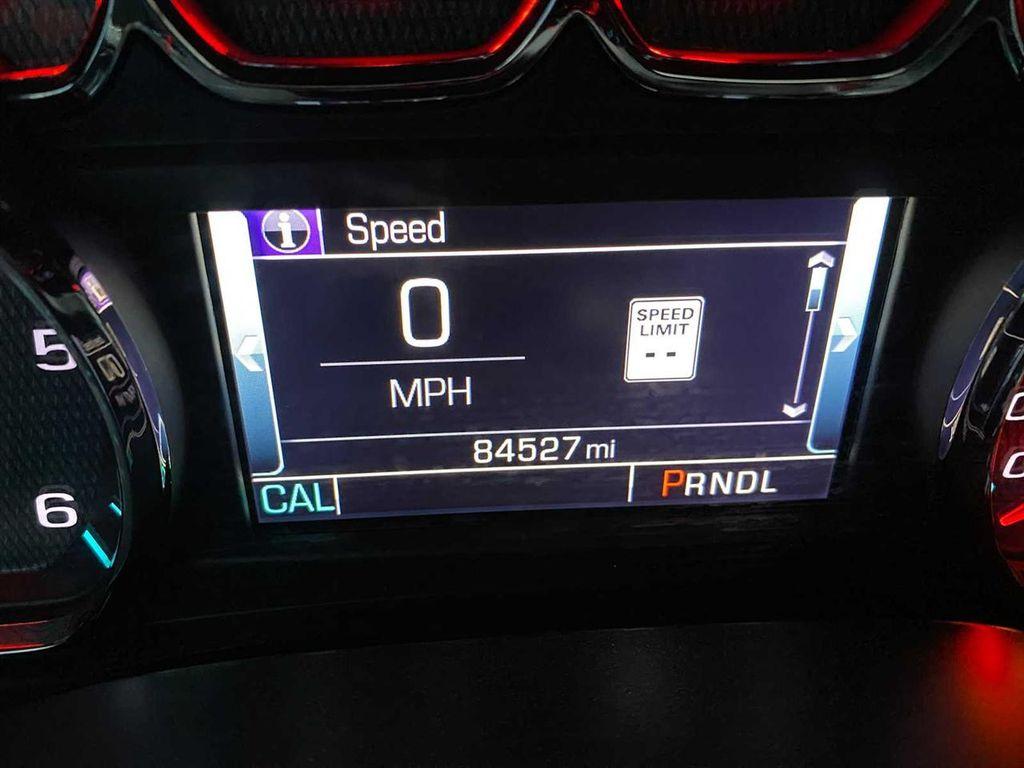 Speed
0
MPH
SPEED
LIMIT
--
84527 mi
CAL
PRNDL
5
6